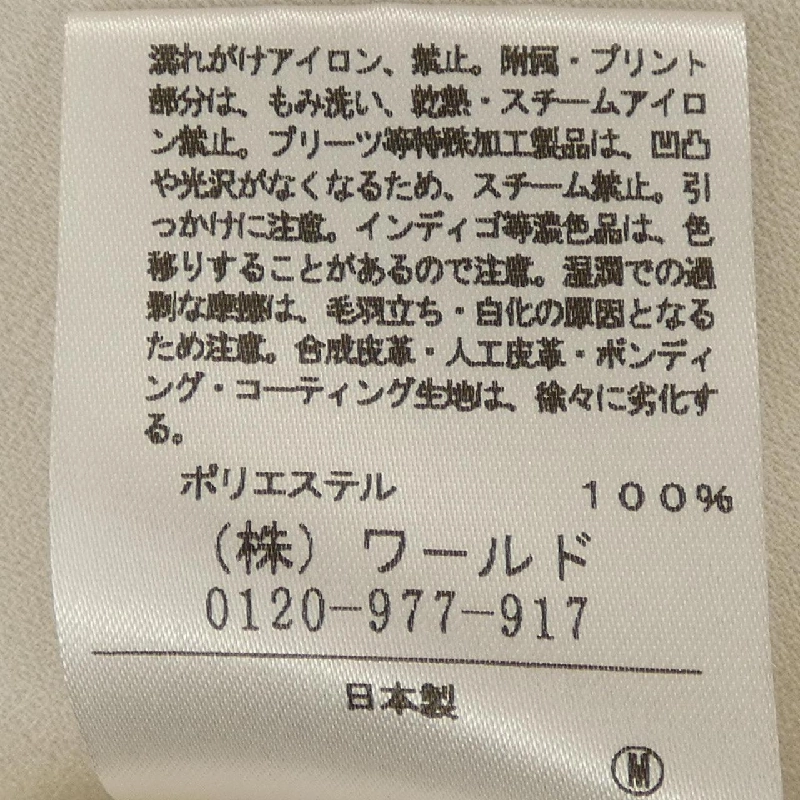 濡れがけアイロン、禁止。附属・プリント
部分は、もみ洗い、乾熱・スチームアイロ
ン禁止。プリーツ等特殊加工製品は、凹凸
や光沢がなくなるため、スチーム禁止。引
っかけに注意。インディゴ等濃色品は、色
移りすることがあるので注意。湿潤での過
剰な摩擦は、毛羽立ち・白化の原因となる
ため注意。合成皮革・人工皮革・ボンディ
ング・コーティング生地は、徐々に劣化す
る。
ポリエステル 100%
(株)ワールド
0120-977-917
日本製
M